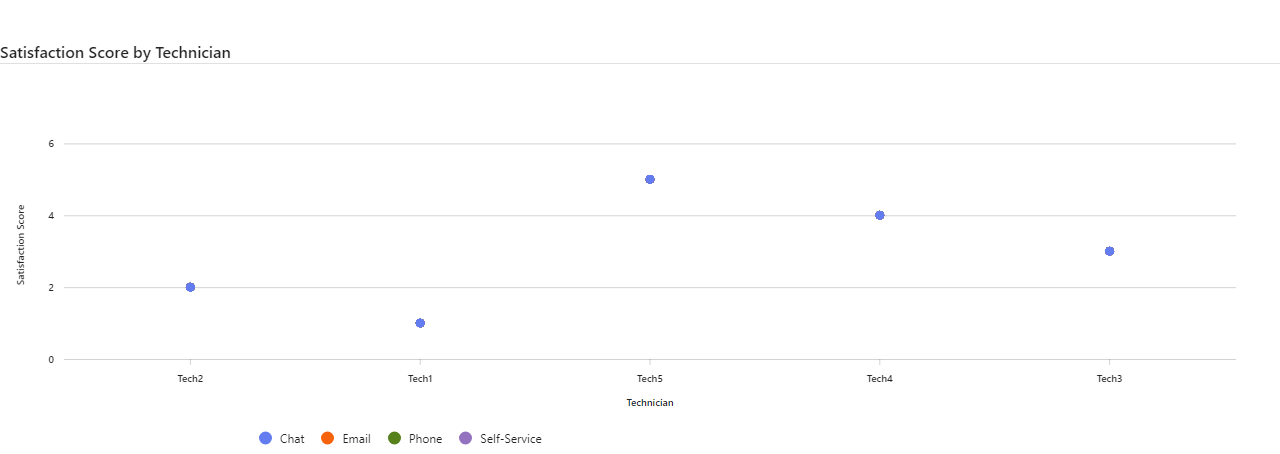 Satisfaction Score by Technician
6
4
2
0
Satisfaction Score
Tech2 Tech1 Tech5 Tech4 Tech3
Technician
Chat Email Phone Self-Service